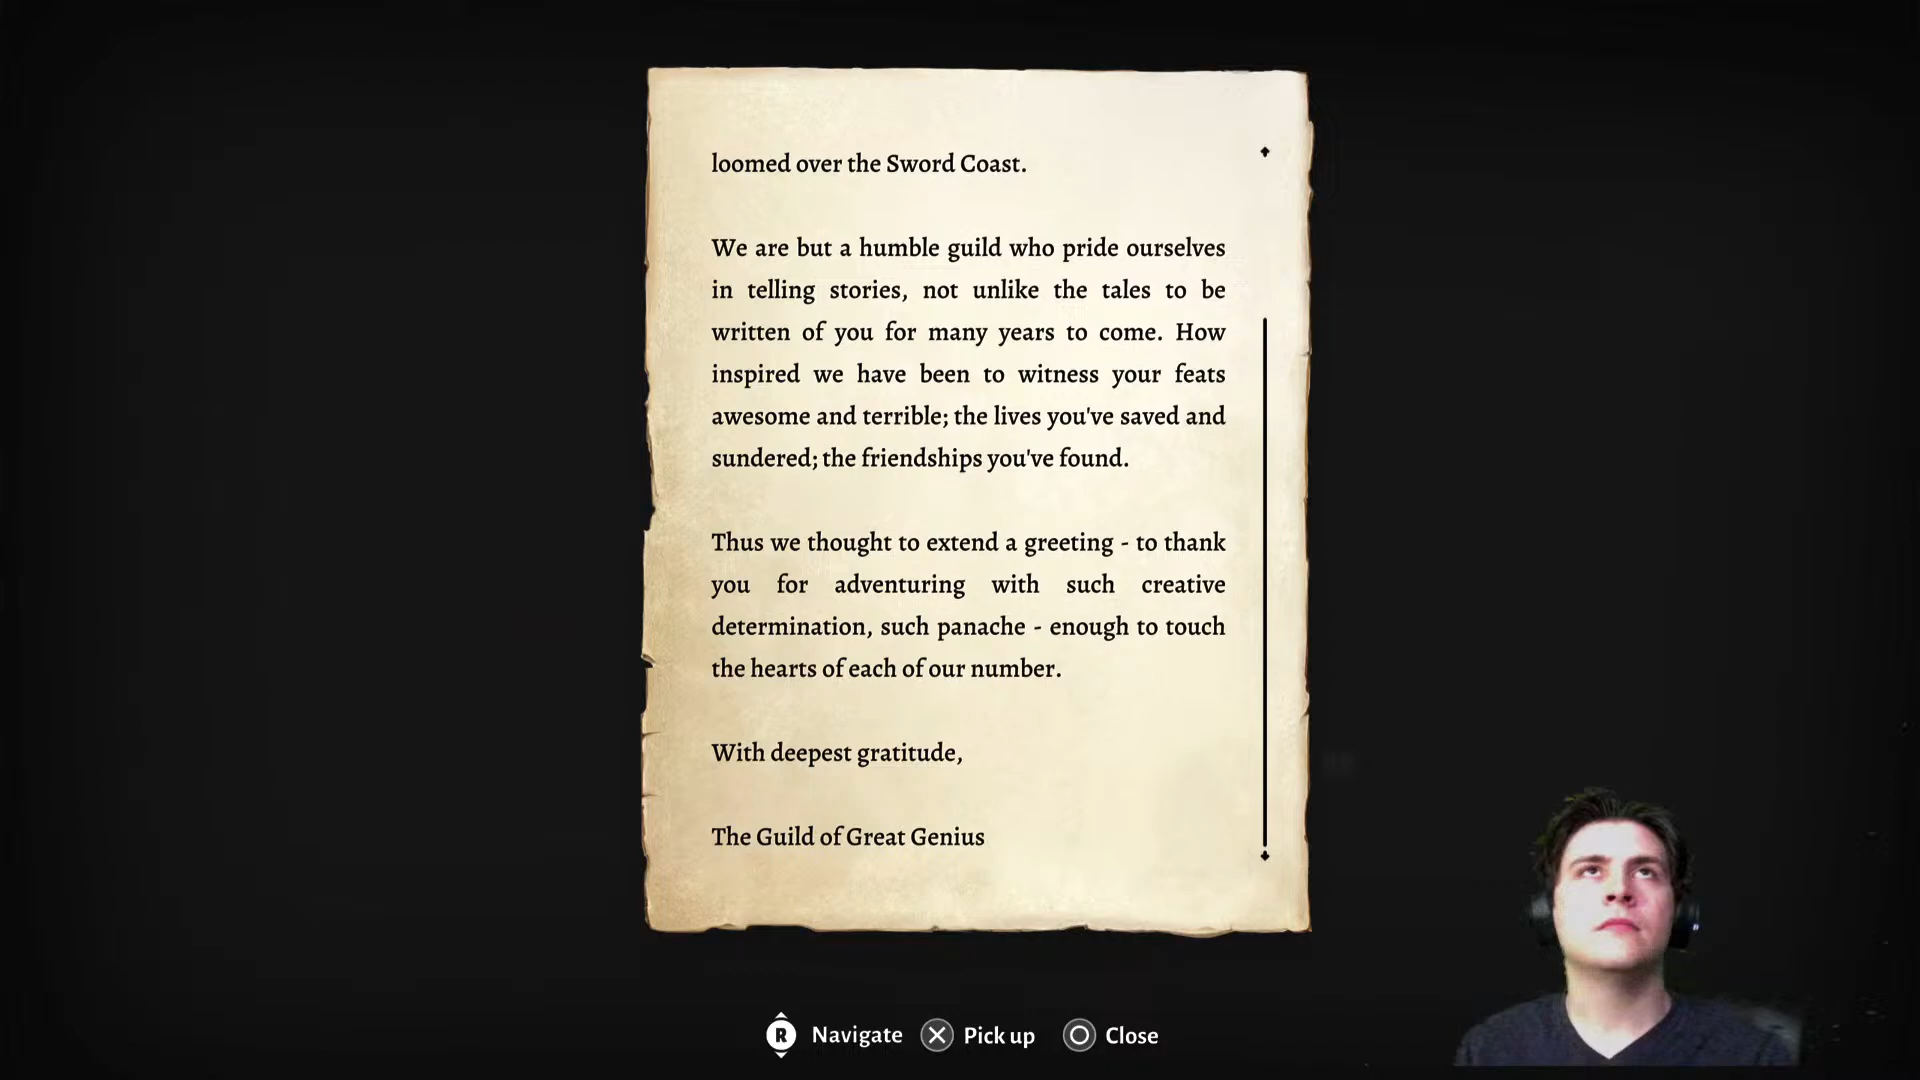 loomed over the Sword Coast.
We are but a humble guild who pride ourselves
in telling stories, not unlike the tales to be
written of you for many years to come. How
inspired we have been to witness your feats
awesome and terrible; the lives you've saved and
sundered; the friendships you've found.
Thus we thought to extend a greeting - to thank
you for adventuring with such creative
determination, such panache - enough to touch
the hearts of each of our number.
With deepest gratitude,
The Guild of Great Genius
R Navigate Pick up Close